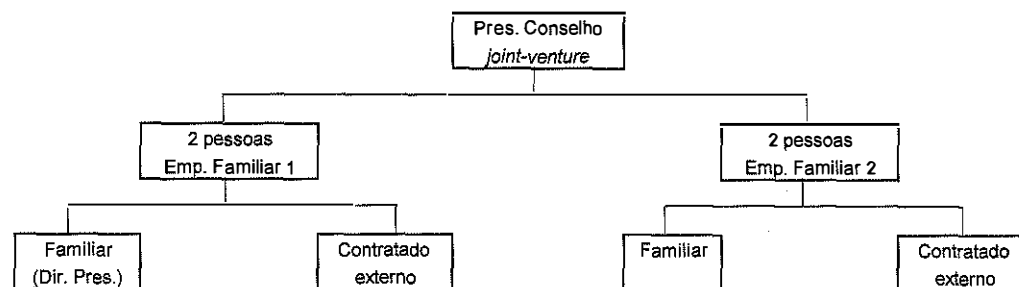 Pres. Conselho
joint-venture
2 pessoas
Emp. Familiar 1
2 pessoas
Emp. Familiar 2
Familiar
(Dir. Pres.)
Contratado
externo
Familiar
Contratado
externo